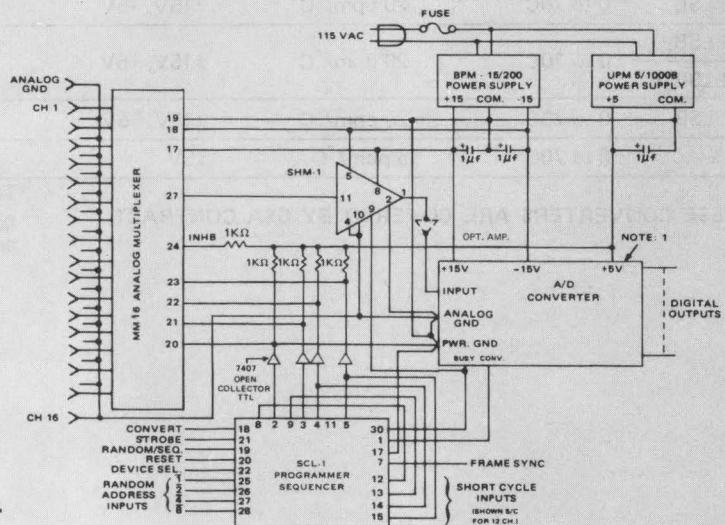 FUSE
115 VAC
BPM - 15/200
POWER SUPPLY
+15 COM. -15
UPM 5/1000B
POWER SUPPLY
+5 COM.
ANALOG
GND
CH 1
CH 16
MM16 ANALOG MULTIPLEXER
19
18
17
27
24
23
22
21
20
INHB
1KΩ
1KΩ
1KΩ
1KΩ
SHM-1
5
8
11
10
9
2
1
+
1µf
+
1µf
+
1µf
OPT. AMP.
NOTE: 1
+15V -15V +5V
A/D
CONVERTER
INPUT
ANALOG
GND
PWR. GND
BUSY CONV.
DIGITAL
OUTPUTS
7407
OPEN
COLLECTOR
TTL
8 2 9 3 4 11 5
SCL-1
PROGRAMMER
SEQUENCER
CONVERT 18
STROBE 21
RANDOM/SEQ. 19
RESET 20
DEVICE SEL. 22
RANDOM
ADDRESS
INPUTS
1 25
2 26
4 27
8 28
30
1
17
7
12
13
14
15
FRAME SYNC
SHORT CYCLE
INPUTS
(SHOWN S/C
FOR 12 CH.)